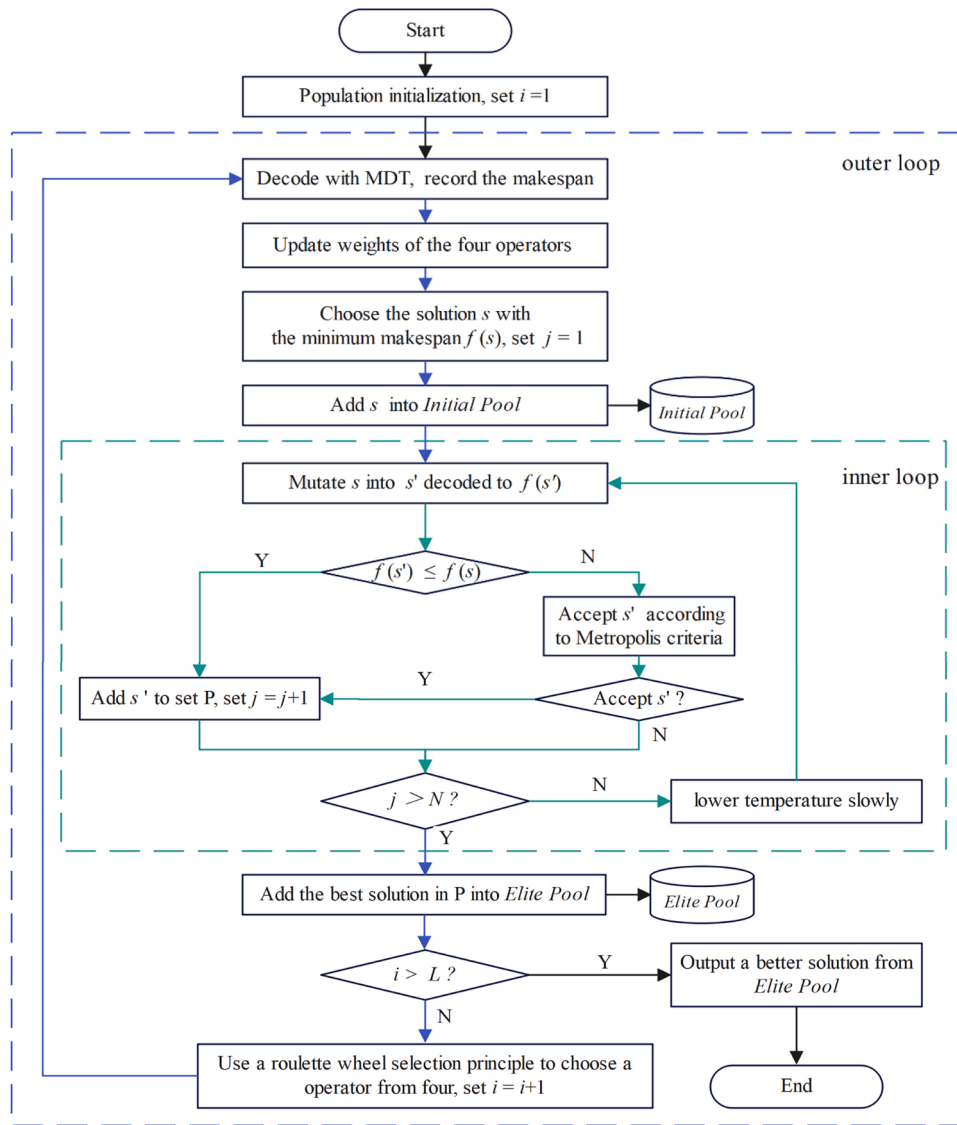 Start
Population initialization, set i =1
outer loop
Decode with MDT, record the makespan
Update weights of the four operators
Choose the solution s with
the minimum makespan f (s), set j = 1
Add s into Initial Pool
Initial Pool
inner loop
Mutate s into s' decoded to f (s')
Y
f (s') ≤ f (s)
N
Accept s' according
to Metropolis criteria
Add s ' to set P, set j = j+1
Y
Accept s' ?
N
j > N ?
N
lower temperature slowly
Y
Add the best solution in P into Elite Pool
Elite Pool
i > L ?
Y
Output a better solution from
Elite Pool
N
Use a roulette wheel selection principle to choose a
operator from four, set i = i+1
End